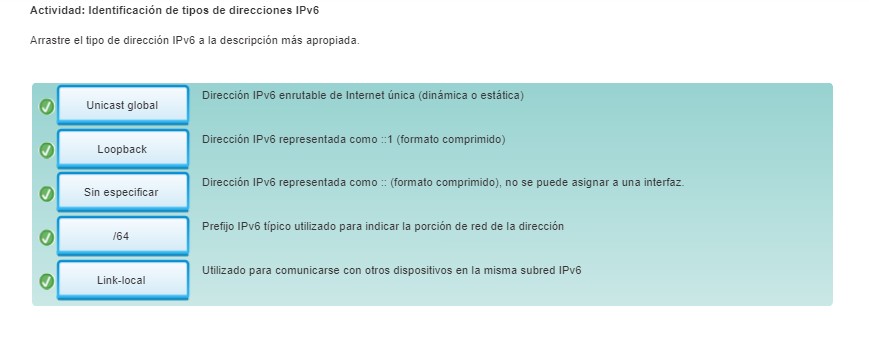 Actividad: Identificación de tipos de direcciones IPv6
Arrastre el tipo de dirección IPv6 a la descripción más apropiada.
Unicast global
Dirección IPv6 enrutable de Internet única (dinámica o estática)
Loopback
Dirección IPv6 representada como ::1 (formato comprimido)
Sin especificar
Dirección IPv6 representada como :: (formato comprimido), no se puede asignar a una interfaz.
/64
Prefijo IPv6 típico utilizado para indicar la porción de red de la dirección
Link-local
Utilizado para comunicarse con otros dispositivos en la misma subred IPv6